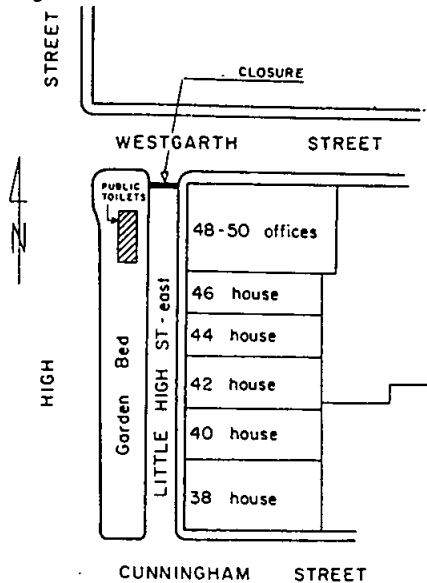 STREET
CLOSURE
WESTGARTH STREET
PUBLIC
TOILETS
N
HIGH
Garden Bed
LITTLE HIGH ST-east
48-50 offices
46 house
44 house
42 house
40 house
38 house
CUNNINGHAM STREET